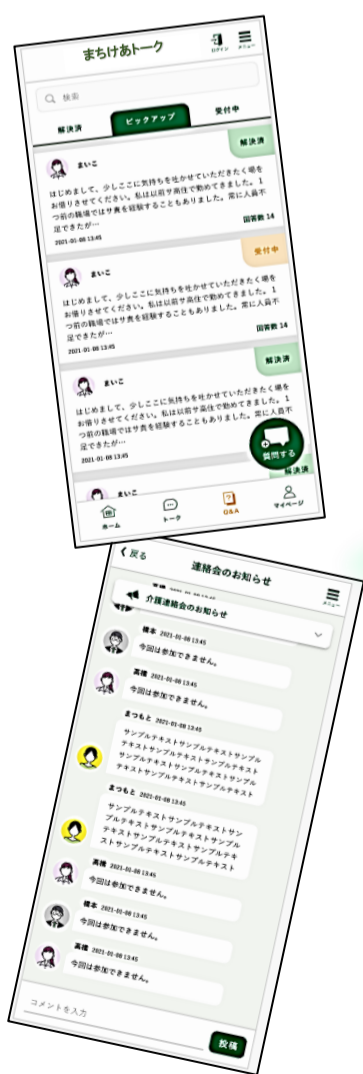 まちけあトーク
ログイン
メニュー
検索
解決済
ピックアップ
受付中
まいこ
解決済
はじめまして、少しここに気持ちを吐かせていただきたく場を
お借りさせてください。私は以前サ高住で勤めてきました。1
つ前の職場ではサ責を経験することもありました。常に人員不
足できたが…
2021-01-08 13:45
回答数 14
まいこ
受付中
はじめまして、少しここに気持ちを吐かせていただきたく場を
お借りさせてください。私は以前サ高住で勤めてきました。1
つ前の職場ではサ責を経験することもありました。常に人員不
足できたが…
2021-01-08 13:45
回答数 14
まいこ
解決済
はじめまして、少しここに気持ちを吐かせていただきたく場を
お借りさせてください。私は以前サ高住で勤めてきました。1
つ前の職場ではサ責を経験することもありました。常に人員不
足できたが…
2021-01-08 13:45
質問する
まいこ
解決済
ホーム
トーク
Q&A
マイページ
戻る
連絡会のお知らせ
メニュー
介護連絡会のお知らせ
橋本 2021-01-08 13:45
今回は参加できません。
高橋 2021-01-08 13:45
今回は参加できません。
まつもと 2021-01-08 13:45
サンプルテキストサンプルテキストサンプル
テキストサンプルテキストサンプルテキスト
サンプルテキストサンプルテキストサンプル
テキストサンプルテキストサンプルテキスト
まつもと 2021-01-08 13:45
サンプルテキストサンプルテキストサン
プルテキストサンプルテキストサンプル
テキストサンプルテキストサンプルテキ
ストサンプルテキストサンプルテキスト
高橋 2021-01-08 13:45
今回は参加できません。
橋本 2021-01-08 13:45
今回は参加できません。
高橋 2021-01-08 13:45
今回は参加できません。
コメントを入力
投稿